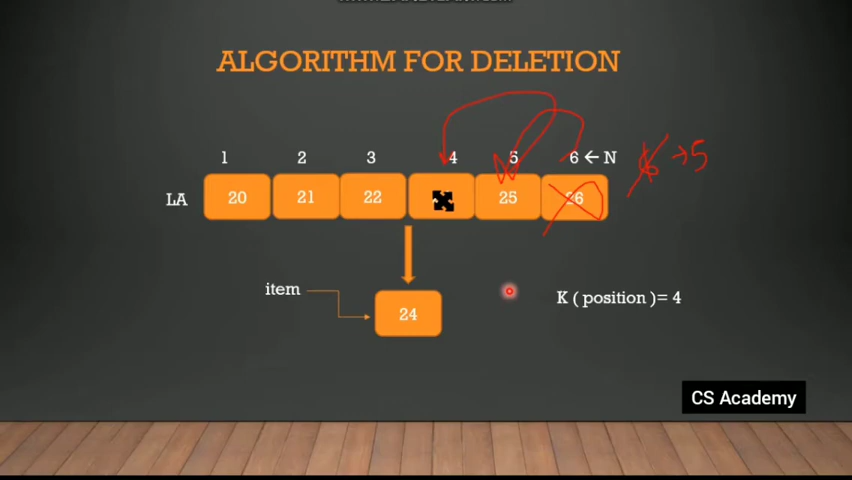 ALGORITHM FOR DELETION
1 2 3 4 5 6 ← N
6 → 5
LA 20 21 22 25 26
item
24
K ( position )= 4
CS Academy